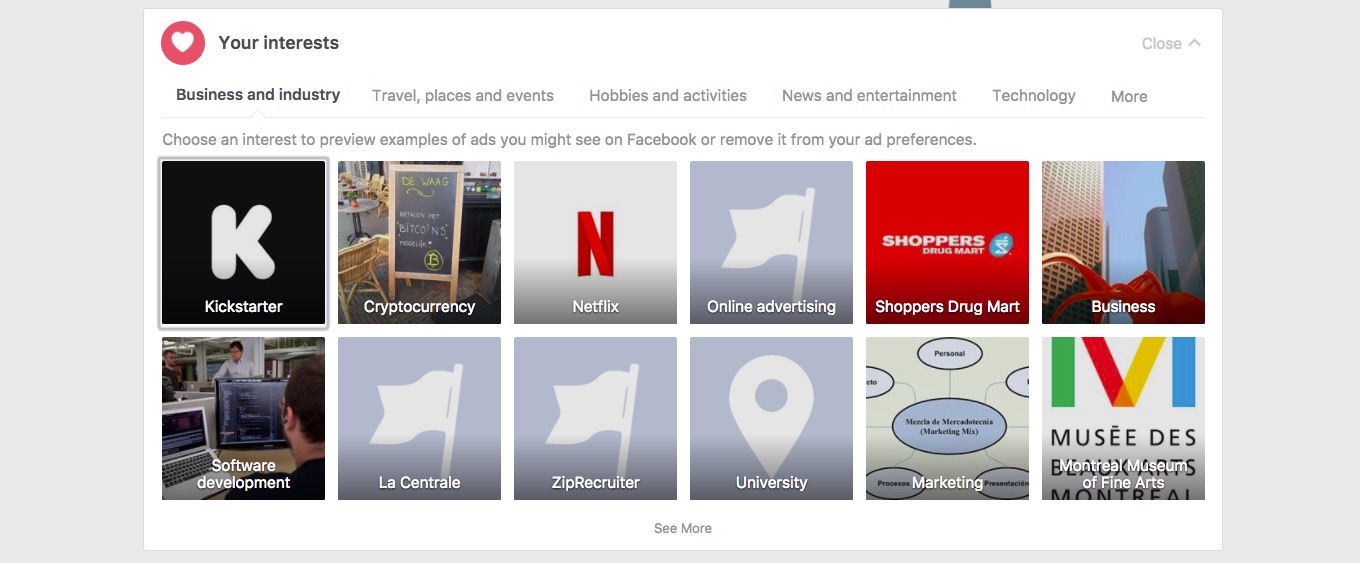 Your interests
Close
Business and industry
Travel, places and events
Hobbies and activities
News and entertainment
Technology
More
Choose an interest to preview examples of ads you might see on Facebook or remove it from your ad preferences.
K
Kickstarter
DE WAAG
BETALEN MET
"BITCOINS"
MOGELIJK!
Cryptocurrency
N
Netflix
Online advertising
SHOPPERS
DRUG MART
Shoppers Drug Mart
Business
Software
development
La Centrale
ZipRecruiter
University
Personal
cto
Mezcla de Mercadotecnia
(Marketing Mix)
Procesos
Presentación
Marketing
M
MUSÉE DES
BEAUX-ARTS
MONTRÉAL
Montreal Museum
of Fine Arts
See More